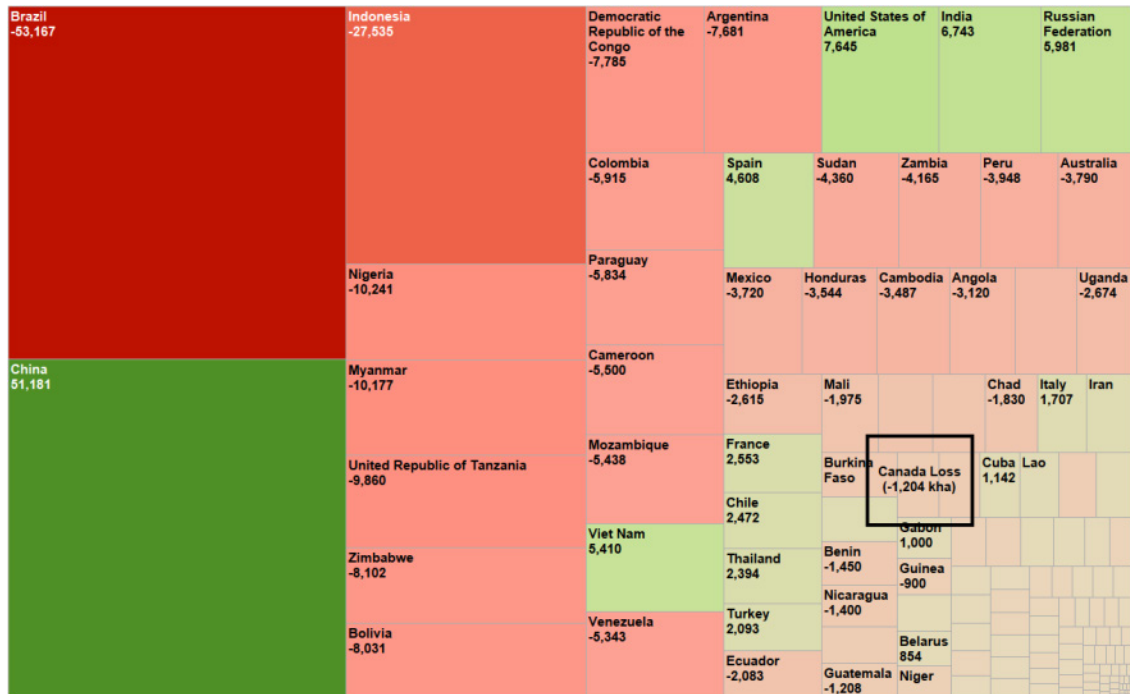 Brazil
-53,167
Indonesia
-27,535
Democratic
Republic of the
Congo
-7,785
Argentina
-7,681
United States of
America
7,645
India
6,743
Russian
Federation
5,981
Colombia
-5,915
Spain
4,608
Sudan
-4,360
Zambia
-4,165
Peru
-3,948
Australia
-3,790
Paraguay
-5,834
Nigeria
-10,241
Mexico
-3,720
Honduras
-3,544
Cambodia
-3,487
Angola
-3,120
Uganda
-2,674
China
51,181
Myanmar
-10,177
Cameroon
-5,500
Ethiopia
-2,615
Mali
-1,975
Chad
-1,830
Italy
1,707
Iran
Mozambique
-5,438
France
2,553
United Republic of Tanzania
-9,860
Burkina
Faso
Canada Loss
(-1,204 kha)
Cuba
1,142
Lao
Chile
2,472
Viet Nam
5,410
Gabon
1,000
Zimbabwe
-8,102
Thailand
2,394
Benin
-1,450
Guinea
-900
Nicaragua
-1,400
Turkey
2,093
Venezuela
-5,343
Bolivia
-8,031
Belarus
854
Ecuador
-2,083
Guatemala
-1,208
Niger